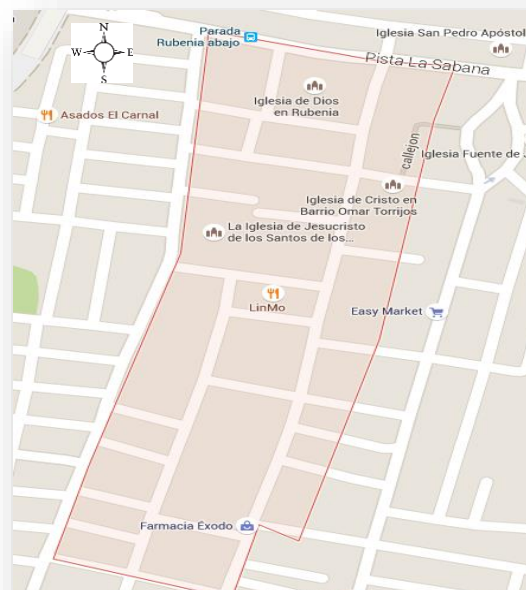 N
W E
S
Parada
Rubenia abajo
Iglesia San Pedro Apóstol
Pista La Sabana
Asados El Carnal
Iglesia de Dios
en Rubenia
callejon
Iglesia Fuente de
Iglesia de Cristo en
Barrio Omar Torrijos
La Iglesia de Jesucristo
de los Santos de los...
LinMo
Easy Market
Farmacia Éxodo